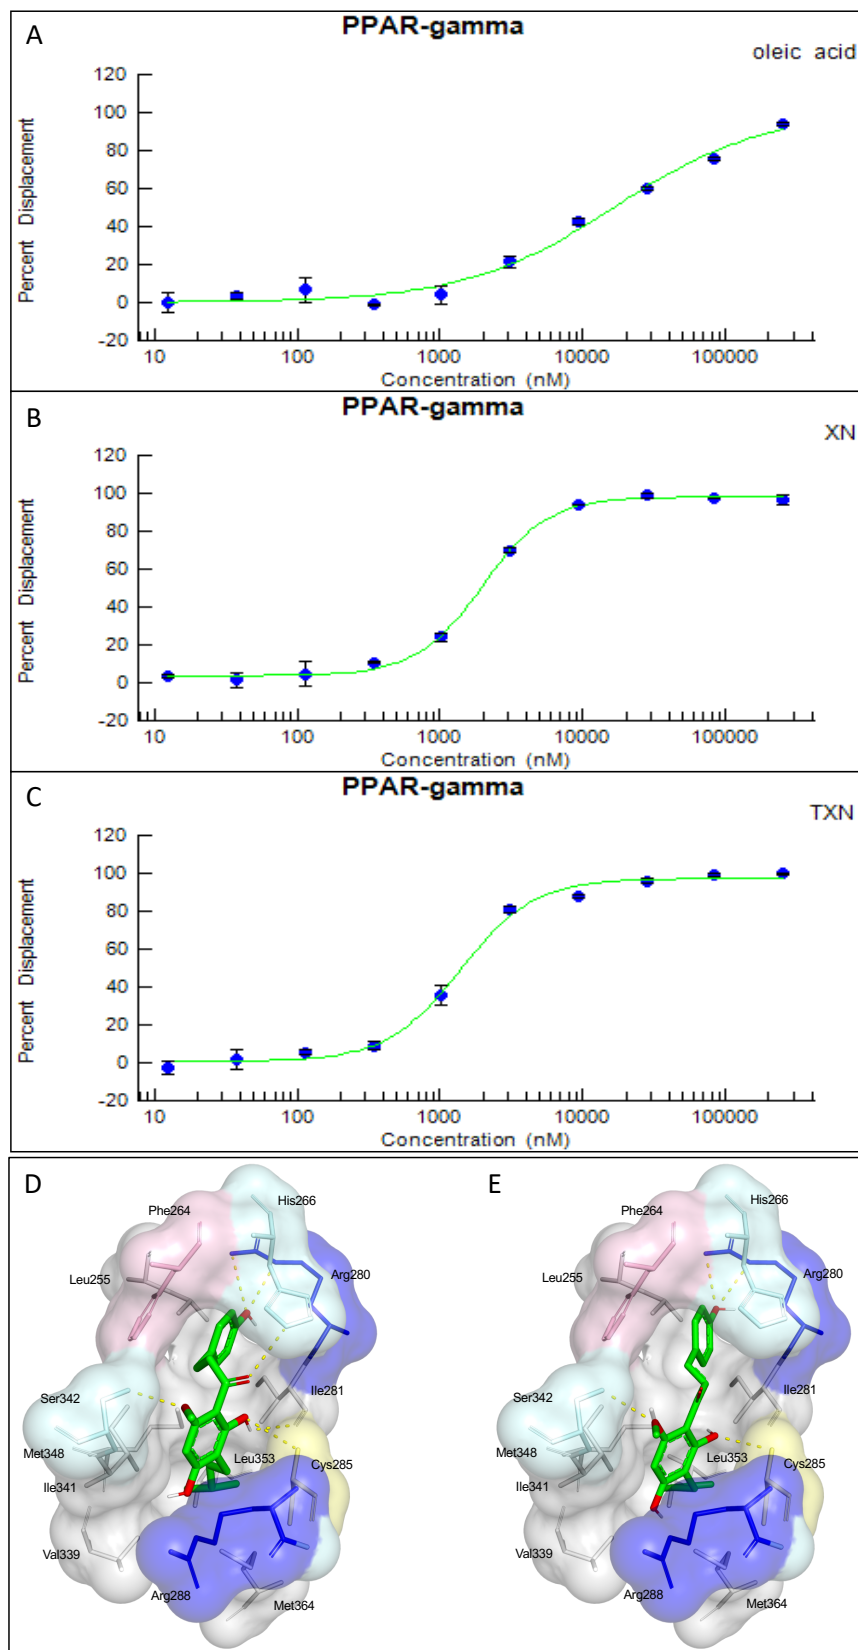 A
PPAR-gamma
oleic acid
Percent Displacement
120
100
80
60
40
20
0
-20
10 100 1000 10000 100000
Concentration (nM)
B
PPAR-gamma
XN
Percent Displacement
120
100
80
60
40
20
0
-20
10 100 1000 10000 100000
Concentration (nM)
C
PPAR-gamma
TXN
Percent Displacement
120
100
80
60
40
20
0
-20
10 100 1000 10000 100000
Concentration (nM)
D
His266
Phe264
Arg280
Leu255
Ile281
Ser342
Met348
Leu353
Cys285
Ile341
Val339
Arg288
Met364
E
His266
Phe264
Arg280
Leu255
Ile281
Ser342
Met348
Leu353
Cys285
Ile341
Val339
Arg288
Met364